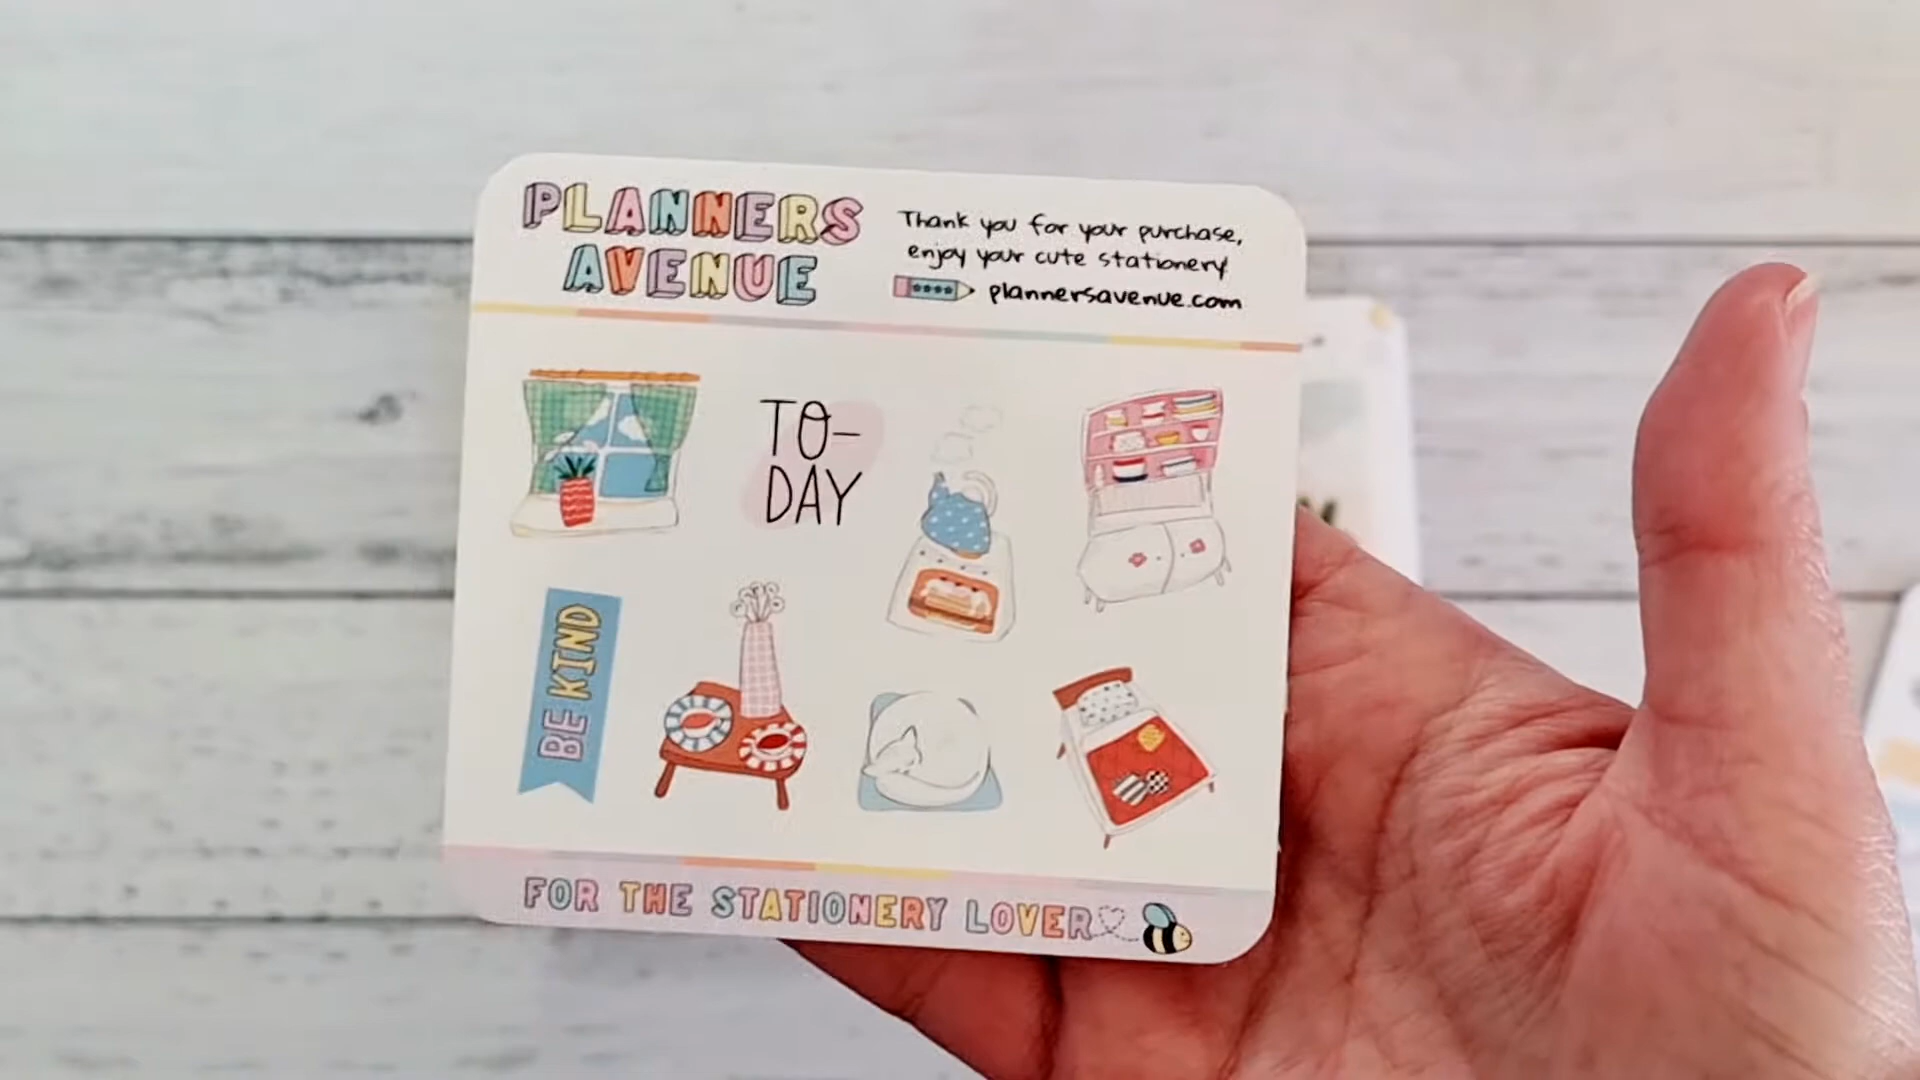 PLANNERS
AVENUE
Thank you for your purchase,
enjoy your cute stationery!
plannersavenue.com
TO-
DAY
BE KIND
FOR THE STATIONERY LOVER